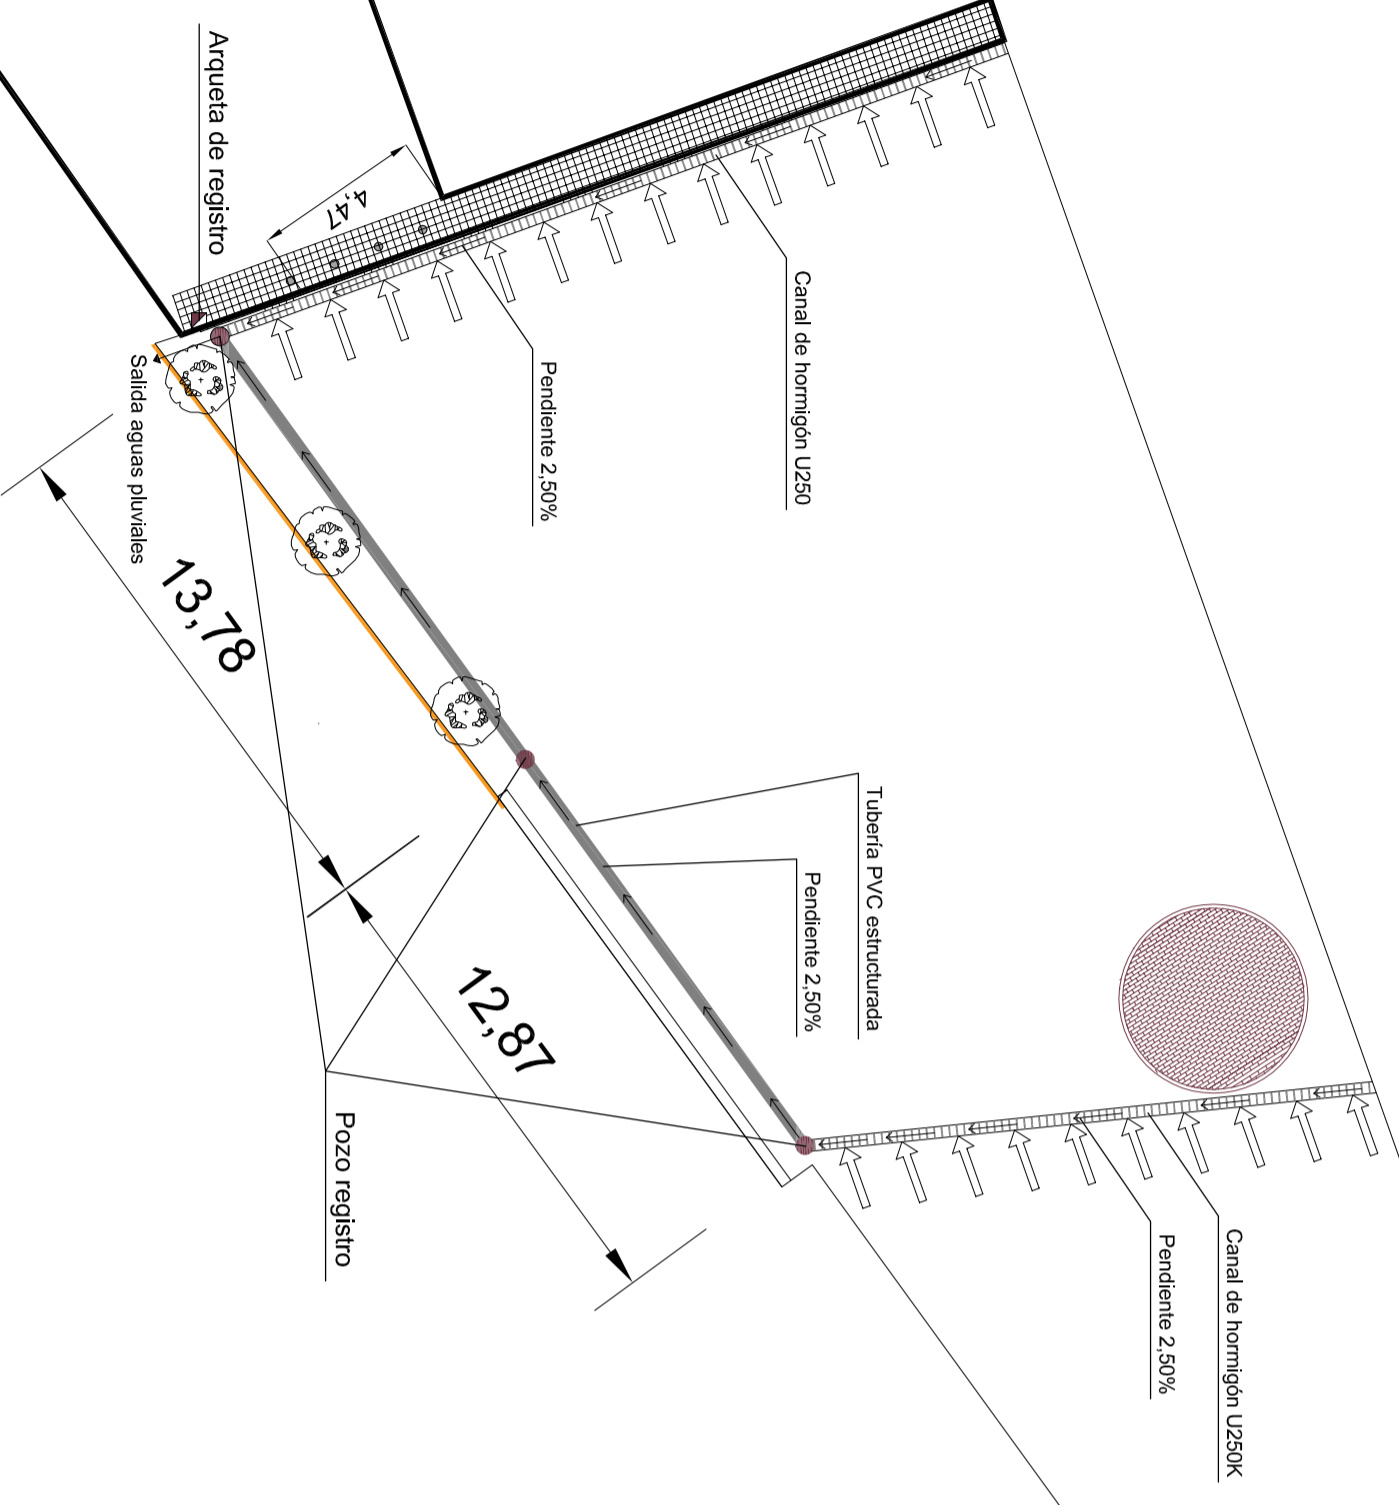 Arqueta de registro
4,47
Canal de hormigón U250
Pendiente 2,50%
Salida aguas pluviales
13,78
Tubería PVC estructurada
Pendiente 2,50%
12,87
Pozo registro
Canal de hormigón U250K
Pendiente 2,50%